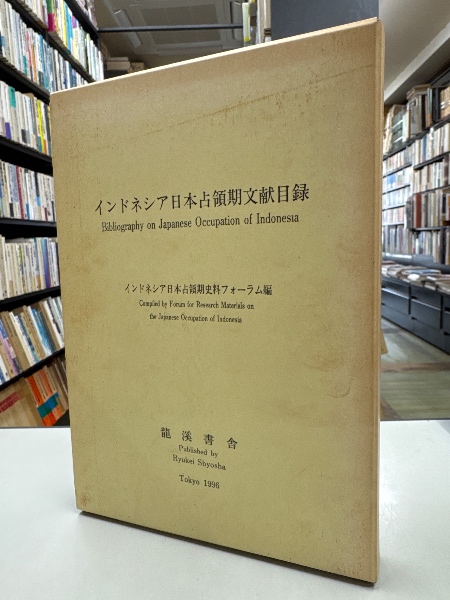 インドネシア日本占領期文献目録
Bibliography on Japanese Occupation of Indonesia
インドネシア日本占領期史料フォーラム編
Compiled by Forum for Research Materials on
the Japanese Occupation of Indonesia
龍溪書舎
Published by
Ryukei Shyosha
Tokyo 1996